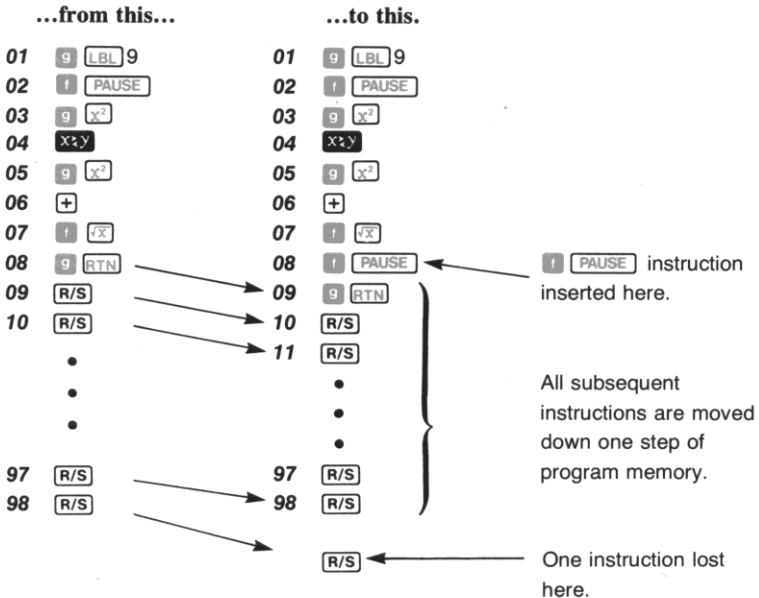 ...from this... ...to this.
01 g LBL 9 01 g LBL 9
02 f PAUSE 02 f PAUSE
03 g x² 03 g x²
04 x⇄y 04 x⇄y
05 g x² 05 g x²
06 + 06 +
07 f √x 07 f √x
08 g RTN 08 f PAUSE f PAUSE instruction
09 R/S 09 g RTN inserted here.
10 R/S 10 R/S
11 R/S
All subsequent
instructions are moved
down one step of
program memory.
97 R/S 97 R/S
98 R/S 98 R/S
R/S One instruction lost
here.